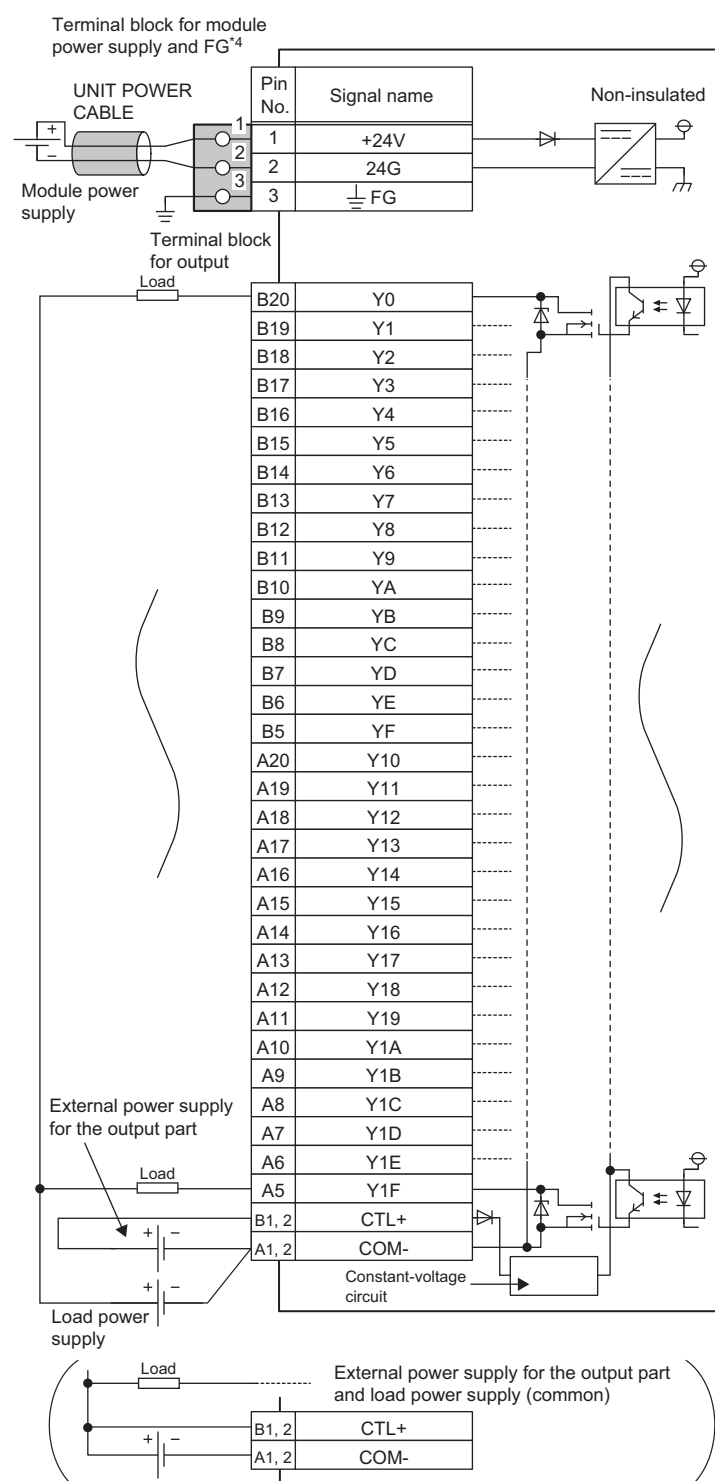 Terminal block for module
power supply and FG*4
UNIT POWER
CABLE
Pin
No.
Signal name
Non-insulated
+
−
1
2
3
1 +24V
2 24G
3 FG
Module power
supply
Terminal block
for output
Load
B20 Y0
B19 Y1
B18 Y2
B17 Y3
B16 Y4
B15 Y5
B14 Y6
B13 Y7
B12 Y8
B11 Y9
B10 YA
B9 YB
B8 YC
B7 YD
B6 YE
B5 YF
A20 Y10
A19 Y11
A18 Y12
A17 Y13
A16 Y14
A15 Y15
A14 Y16
A13 Y17
A12 Y18
A11 Y19
A10 Y1A
A9 Y1B
A8 Y1C
A7 Y1D
A6 Y1E
A5 Y1F
B1, 2 CTL+
A1, 2 COM-
External power supply
for the output part
Load
+ −
+ −
Load power
supply
Constant-voltage
circuit
Load
External power supply for the output part
and load power supply (common)
B1, 2 CTL+
+ −
A1, 2 COM-